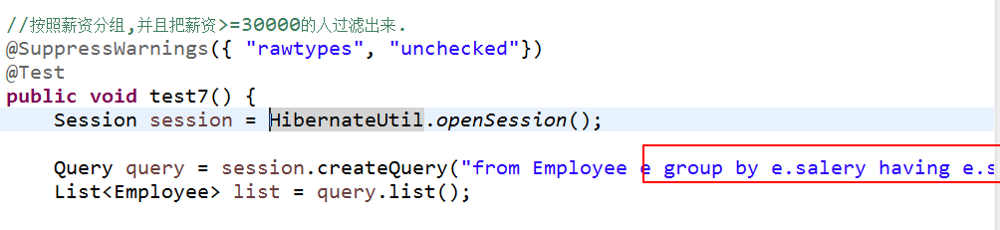 //按照薪资分组,并且把薪资>=30000的人过滤出来.
@SuppressWarnings({ "rawtypes", "unchecked"})
@Test
public void test7() {
Session session = HibernateUtil.openSession();
Query query = session.createQuery("from Employee e group by e.salery having e.s
List<Employee> list = query.list();